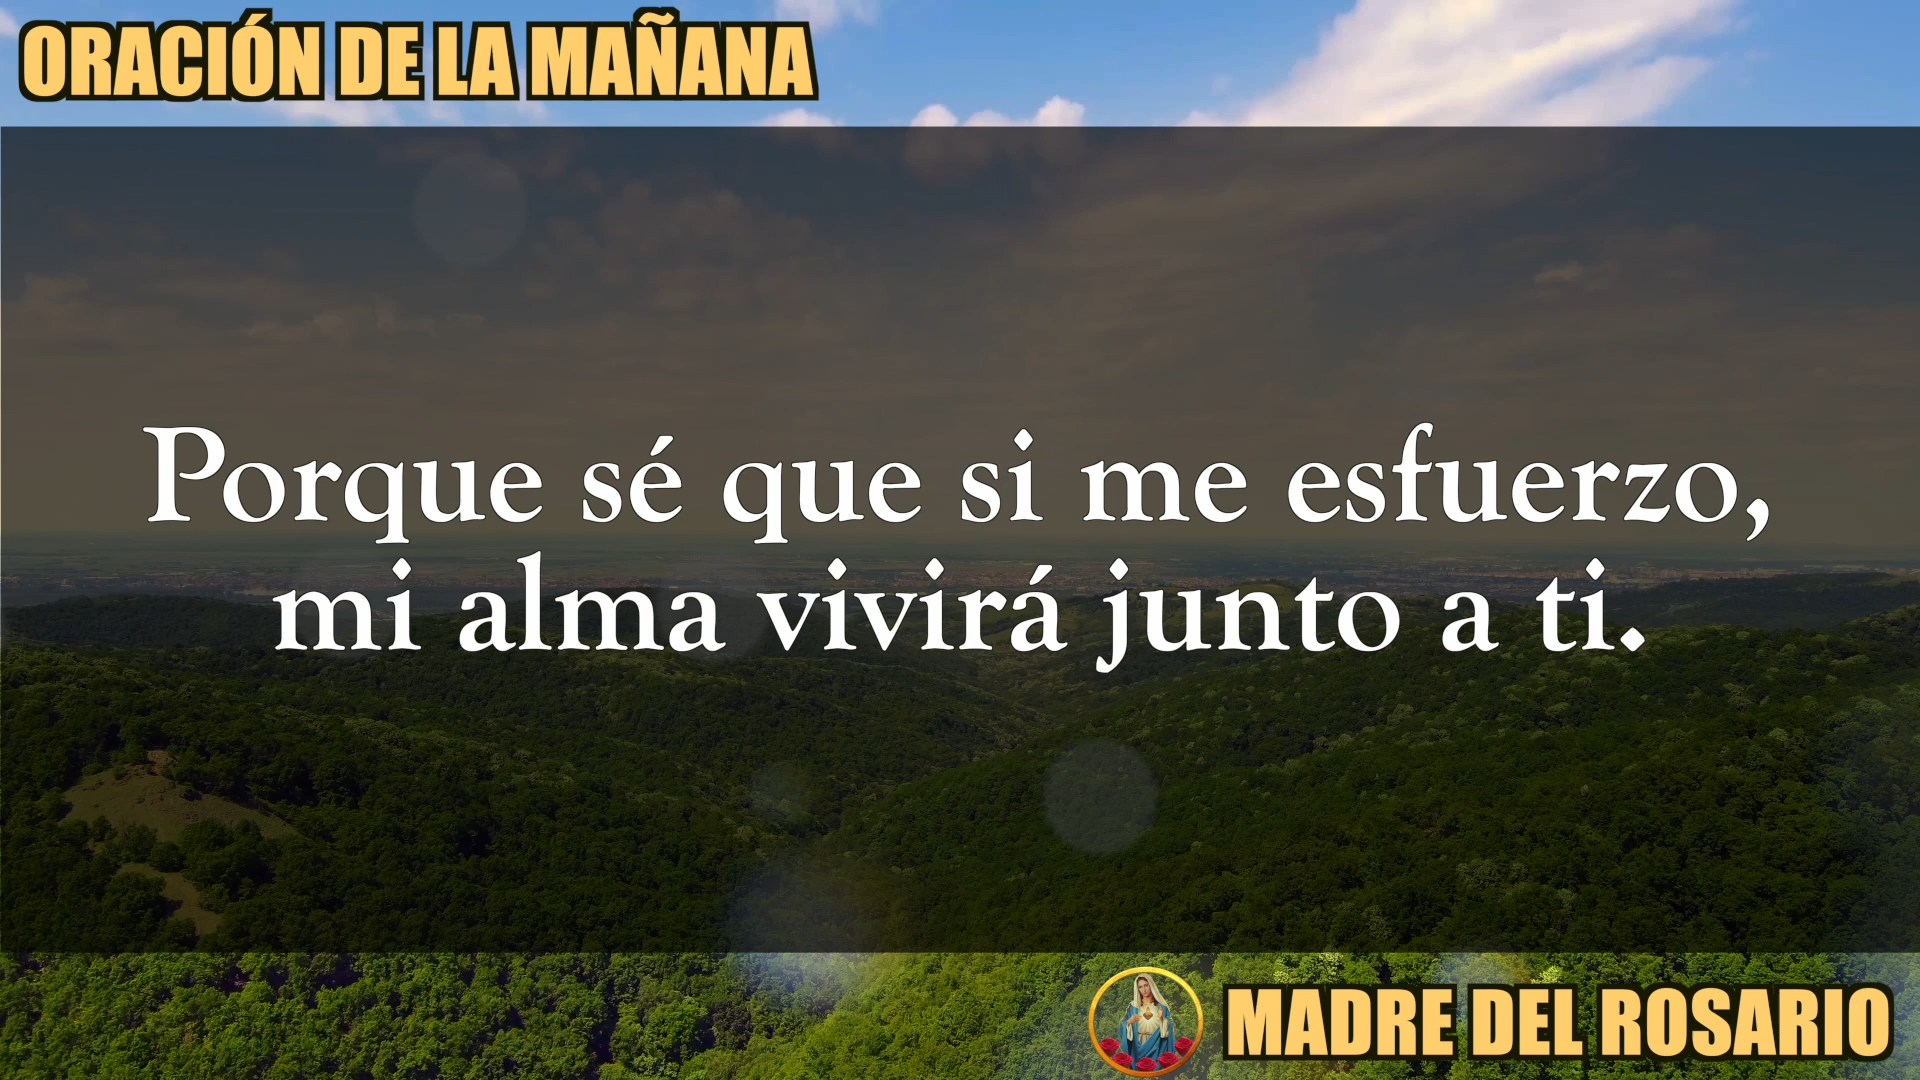 ORACIÓN DE LA MAÑANA
Porque sé que si me esfuerzo,
mi alma vivirá junto a ti.
MADRE DEL ROSARIO